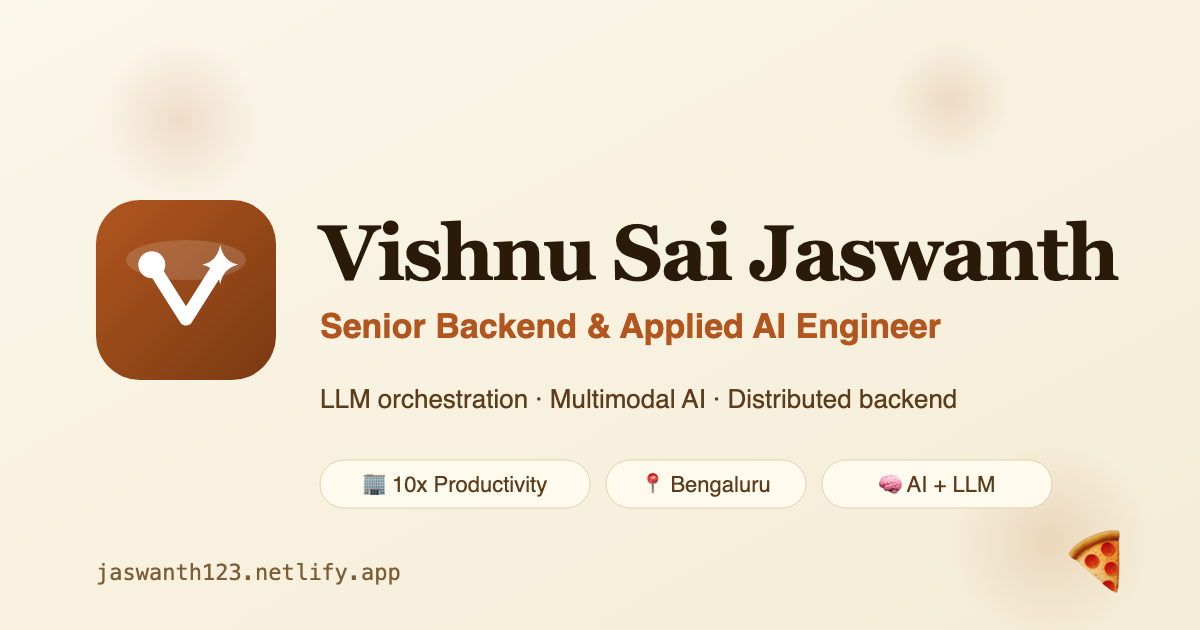 Vishnu Sai Jaswanth
Senior Backend & Applied AI Engineer
LLM orchestration · Multimodal AI · Distributed backend
🏢 10x Productivity 📍 Bengaluru 🧠 AI + LLM
jaswanth123.netlify.app